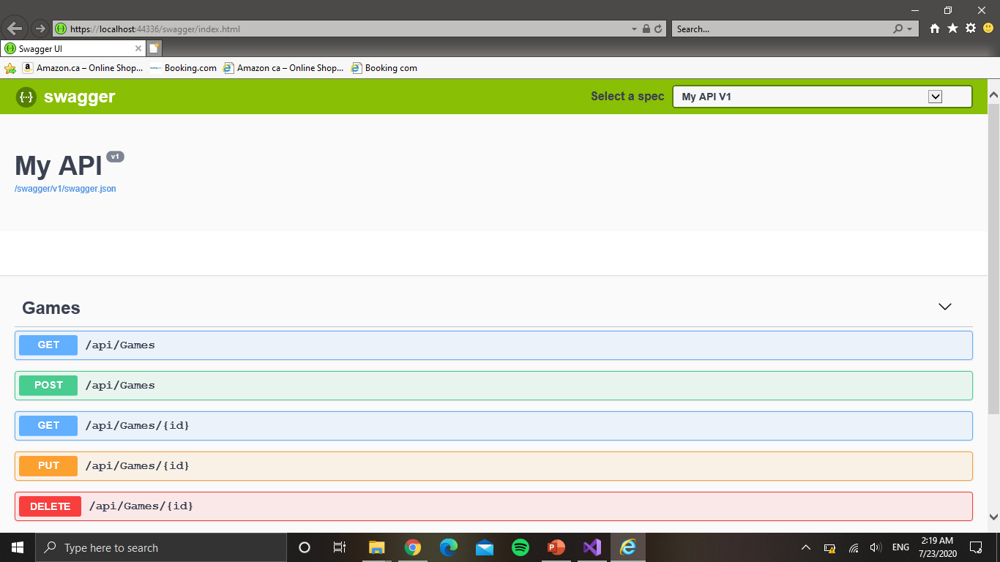 https://localhost:44336/swagger/index.html
Search...
Swagger UI
Amazon.ca – Online Shop...
Booking.com
Amazon ca – Online Shop...
Booking com
{··} swagger
Select a spec
My API V1
My API v1
/swagger/v1/swagger.json
Games
GET /api/Games
POST /api/Games
GET /api/Games/{id}
PUT /api/Games/{id}
DELETE /api/Games/{id}
Type here to search
ENG
2:19 AM
7/23/2020